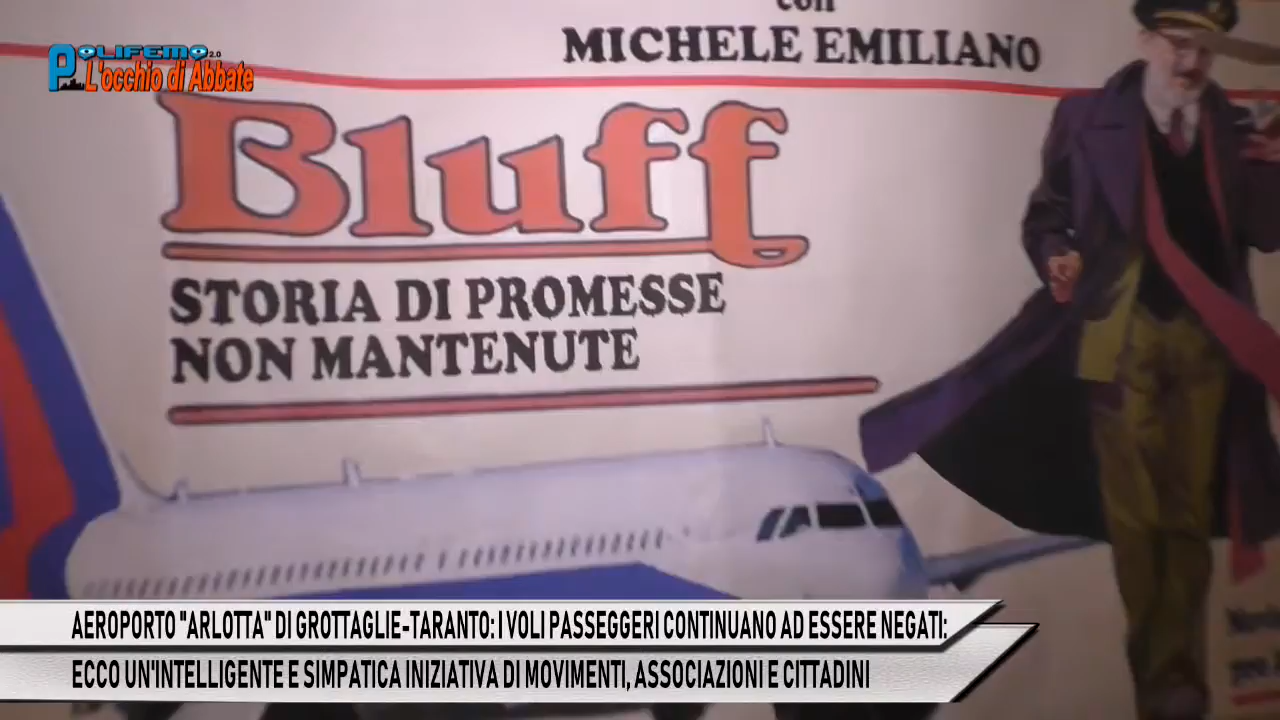 con
MICHELE EMILIANO
POLIFEMO 2.0
L'occhio di Abbate
Bluff
STORIA DI PROMESSE
NON MANTENUTE
AEROPORTO "ARLOTTA" DI GROTTAGLIE-TARANTO: I VOLI PASSEGGERI CONTINUANO AD ESSERE NEGATI:
ECCO UN'INTELLIGENTE E SIMPATICA INIZIATIVA DI MOVIMENTI, ASSOCIAZIONI E CITTADINI